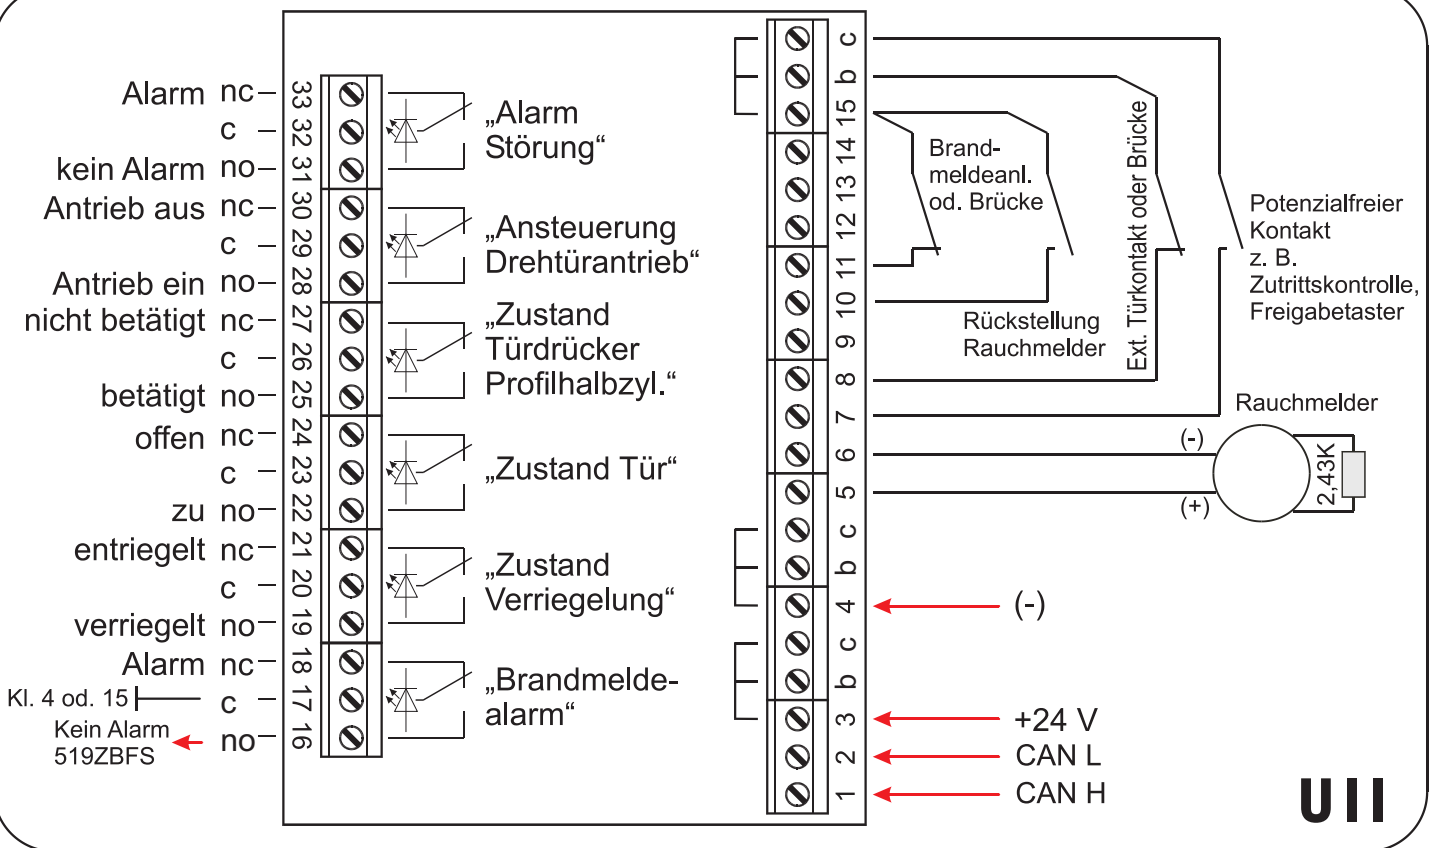 Alarm nc
c
kein Alarm no
Antrieb aus nc
c
Antrieb ein no
nicht betätigt nc
c
betätigt no
offen nc
c
zu no
entriegelt nc
c
verriegelt no
Alarm nc
Kl. 4 od. 15 c
Kein Alarm
519ZBFS
no
33
32
31
30
29
28
27
26
25
24
23
22
21
20
19
18
17
16
„Alarm
Störung“
„Ansteuerung
Drehtürantrieb“
„Zustand
Türdrücker
Profilhalbzyl.“
„Zustand Tür“
„Zustand
Verriegelung“
„Brandmelde-
alarm“
c
b
15
14
13
12
11
10
9
8
7
6
5
c
b
4
c
b
3
2
1
Brand-
meldeanl.
od. Brücke
Rückstellung
Rauchmelder
Ext. Türkontakt oder Brücke
Potenzialfreier
Kontakt
z. B.
Zutrittskontrolle,
Freigabetaster
Rauchmelder
(-)
(+)
2,43K
(-)
+24 V
CAN L
CAN H
UII